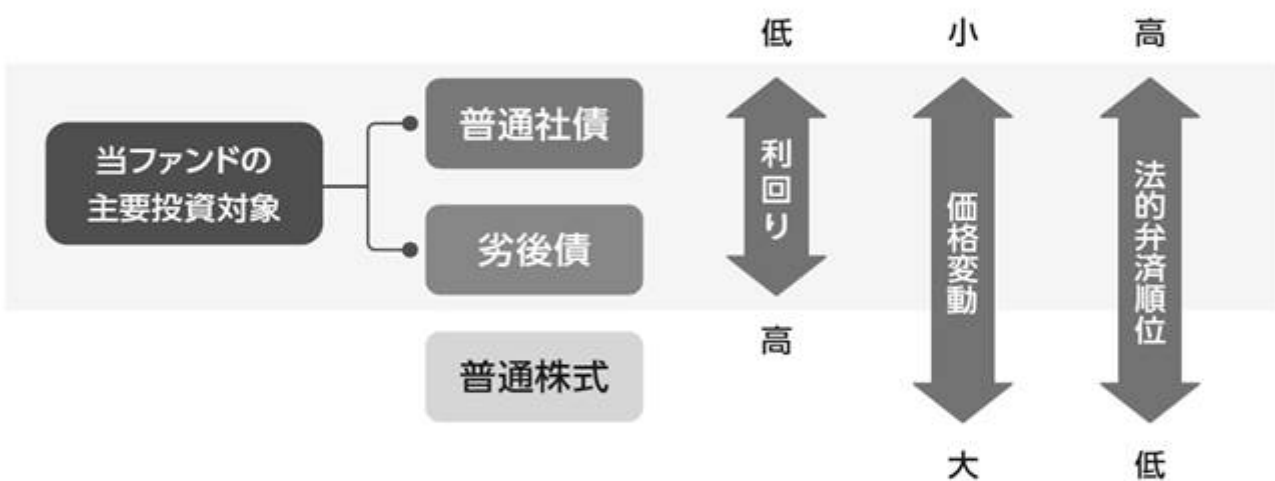 低
小
高
当ファンドの
主要投資対象
普通社債
劣後債
普通株式
利回り
価格変動
法的弁済順位
高
大
低